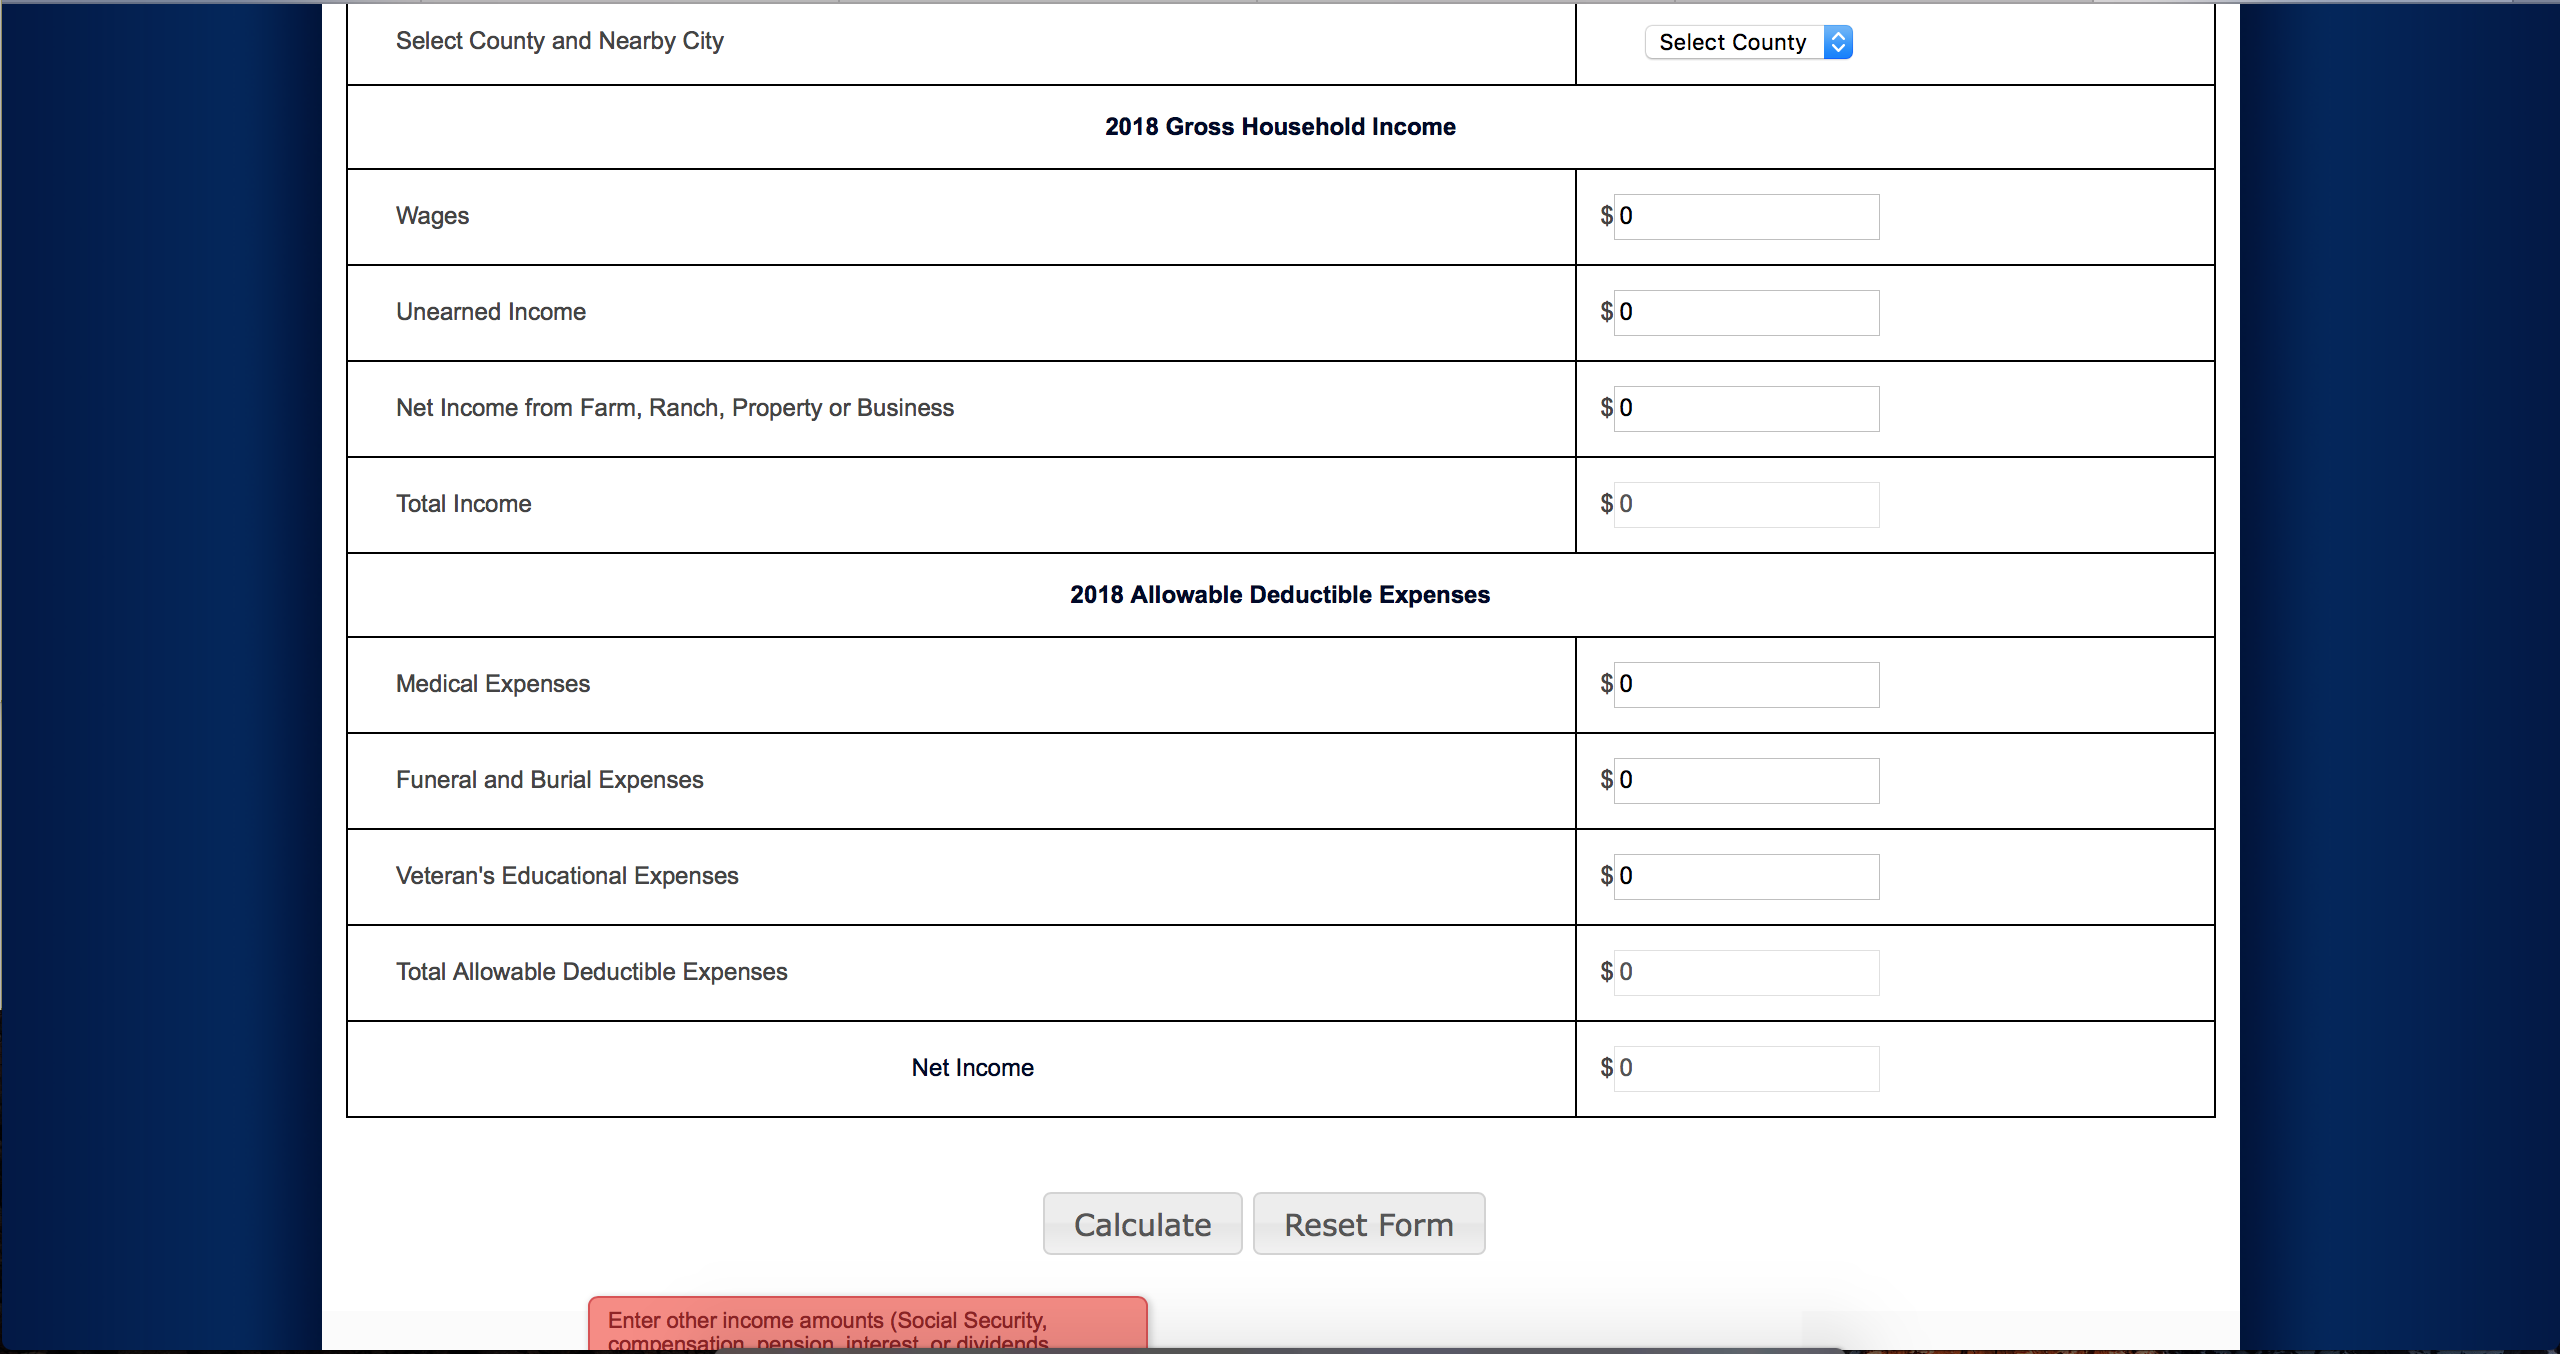 Select County and Nearby City Select County
2018 Gross Household Income
Wages $ 0
Unearned Income $ 0
Net Income from Farm, Ranch, Property or Business $ 0
Total Income $ 0
2018 Allowable Deductible Expenses
Medical Expenses $ 0
Funeral and Burial Expenses $ 0
Veteran's Educational Expenses $ 0
Total Allowable Deductible Expenses $ 0
Net Income $ 0
Calculate Reset Form
Enter other income amounts (Social Security,
compensation, pension, interest, or dividends